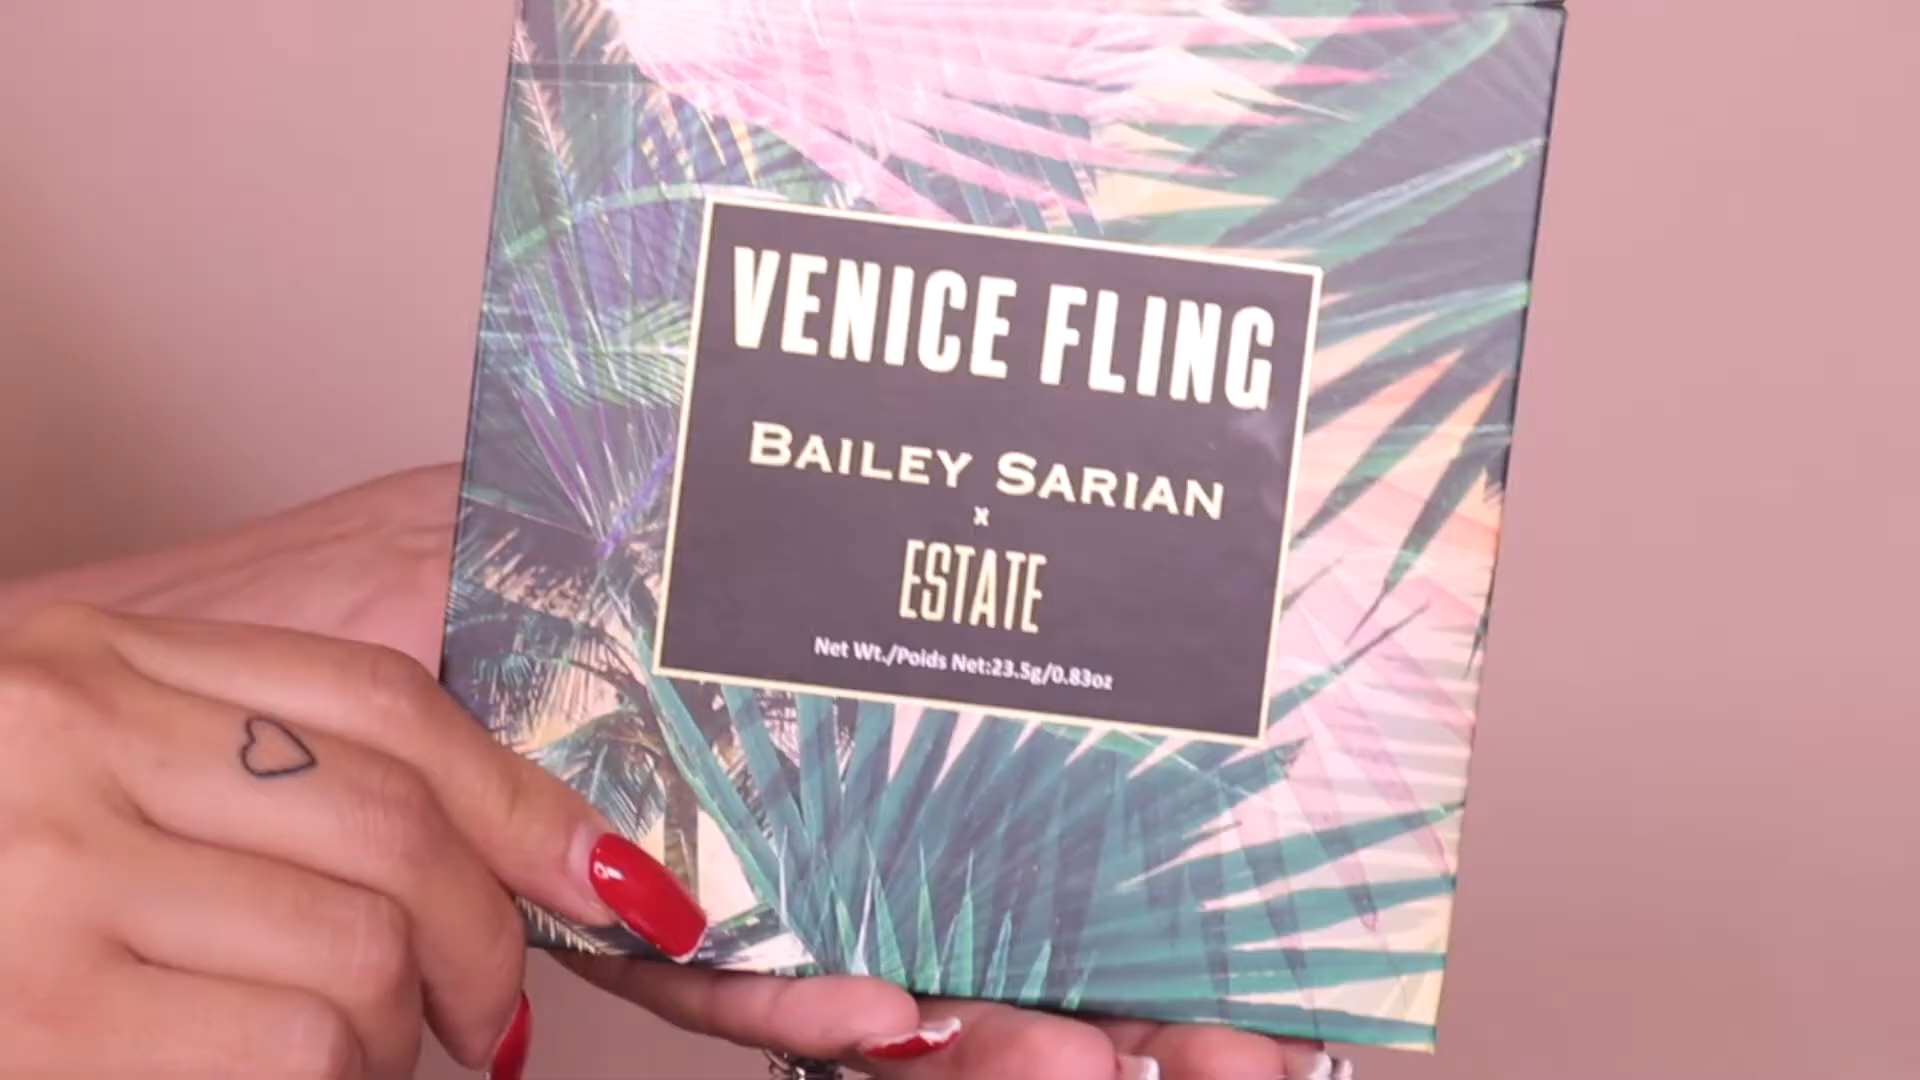 VENICE FLING
BAILEY SARIAN
x
ESTATE
Net Wt./Poids Net:23.5g/0.83oz